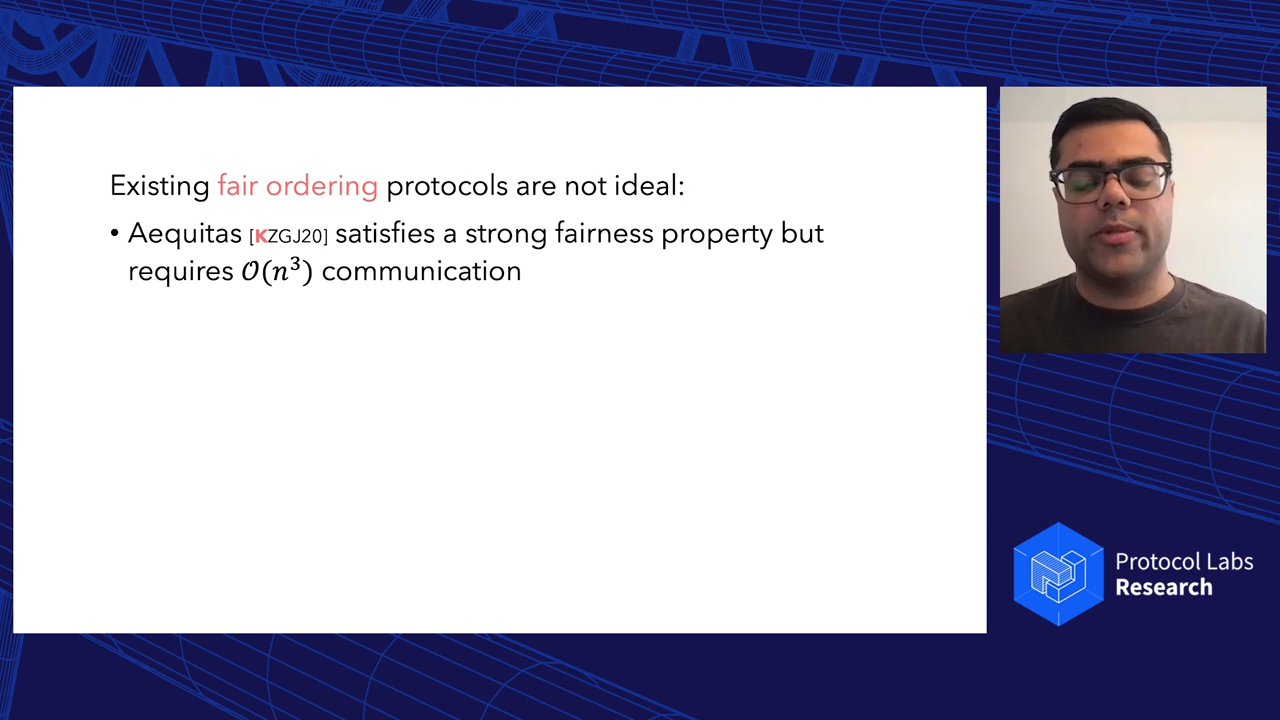 Existing fair ordering protocols are not ideal:
• Aequitas [KZGJ20] satisfies a strong fairness property but
requires 𝒪(n³) communication
Protocol Labs
Research